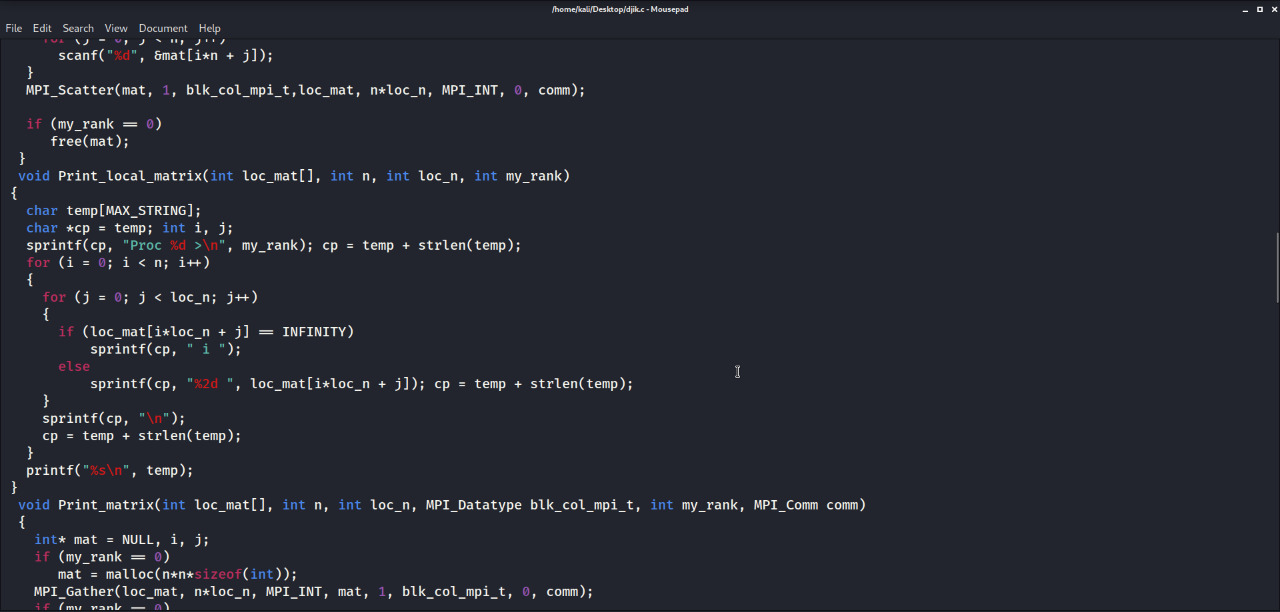 /home/kali/Desktop/djik.c - Mousepad
File Edit Search View Document Help
for (j = 0; j < n; j++)
scanf("%d", &mat[i*n + j]);
}
MPI_Scatter(mat, 1, blk_col_mpi_t,loc_mat, n*loc_n, MPI_INT, 0, comm);
if (my_rank == 0)
free(mat);
}
void Print_local_matrix(int loc_mat[], int n, int loc_n, int my_rank)
{
char temp[MAX_STRING];
char *cp = temp; int i, j;
sprintf(cp, "Proc %d >\n", my_rank); cp = temp + strlen(temp);
for (i = 0; i < n; i++)
{
for (j = 0; j < loc_n; j++)
{
if (loc_mat[i*loc_n + j] == INFINITY)
sprintf(cp, " i ");
else
sprintf(cp, "%2d ", loc_mat[i*loc_n + j]); cp = temp + strlen(temp);
}
sprintf(cp, "\n");
cp = temp + strlen(temp);
}
printf("%s\n", temp);
}
void Print_matrix(int loc_mat[], int n, int loc_n, MPI_Datatype blk_col_mpi_t, int my_rank, MPI_Comm comm)
{
int* mat = NULL, i, j;
if (my_rank == 0)
mat = malloc(n*n*sizeof(int));
MPI_Gather(loc_mat, n*loc_n, MPI_INT, mat, 1, blk_col_mpi_t, 0, comm);
if (my_rank == 0)